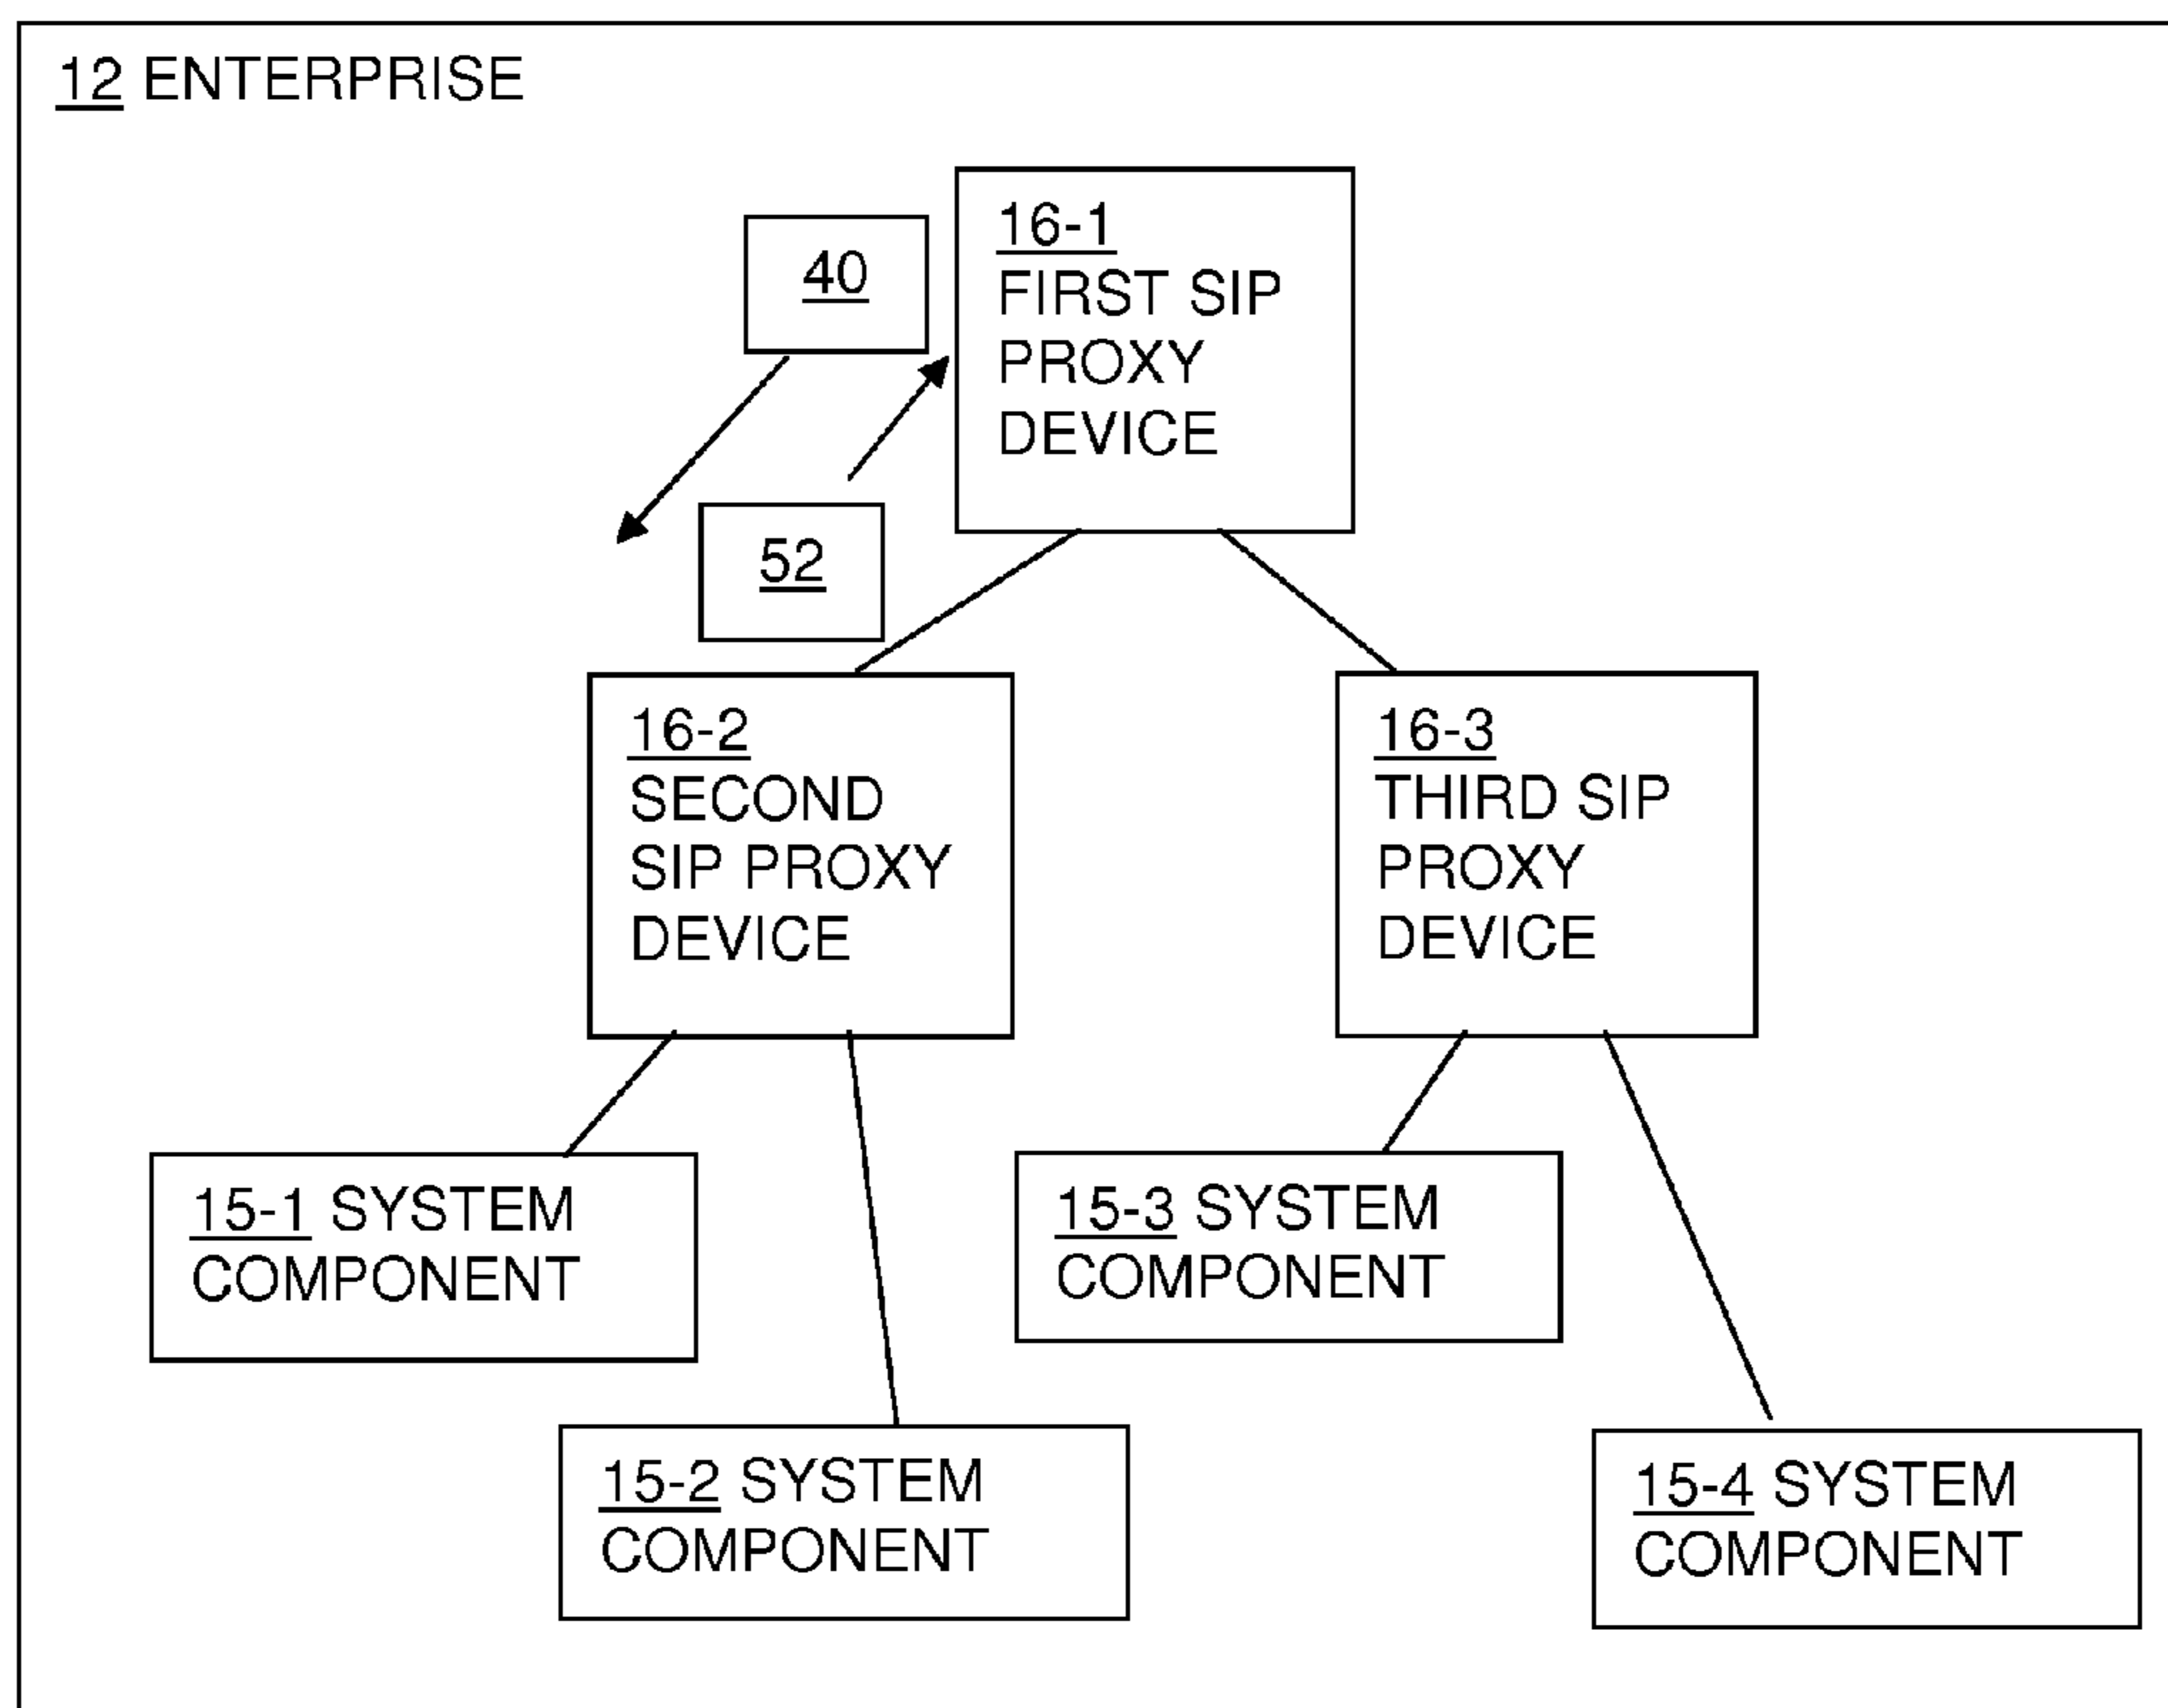 12 ENTERPRISE
40
16-1
FIRST SIP
PROXY
DEVICE
52
16-2
SECOND
SIP PROXY
DEVICE
16-3
THIRD SIP
PROXY
DEVICE
15-1 SYSTEM
COMPONENT
15-3 SYSTEM
COMPONENT
15-2 SYSTEM
COMPONENT
15-4 SYSTEM
COMPONENT